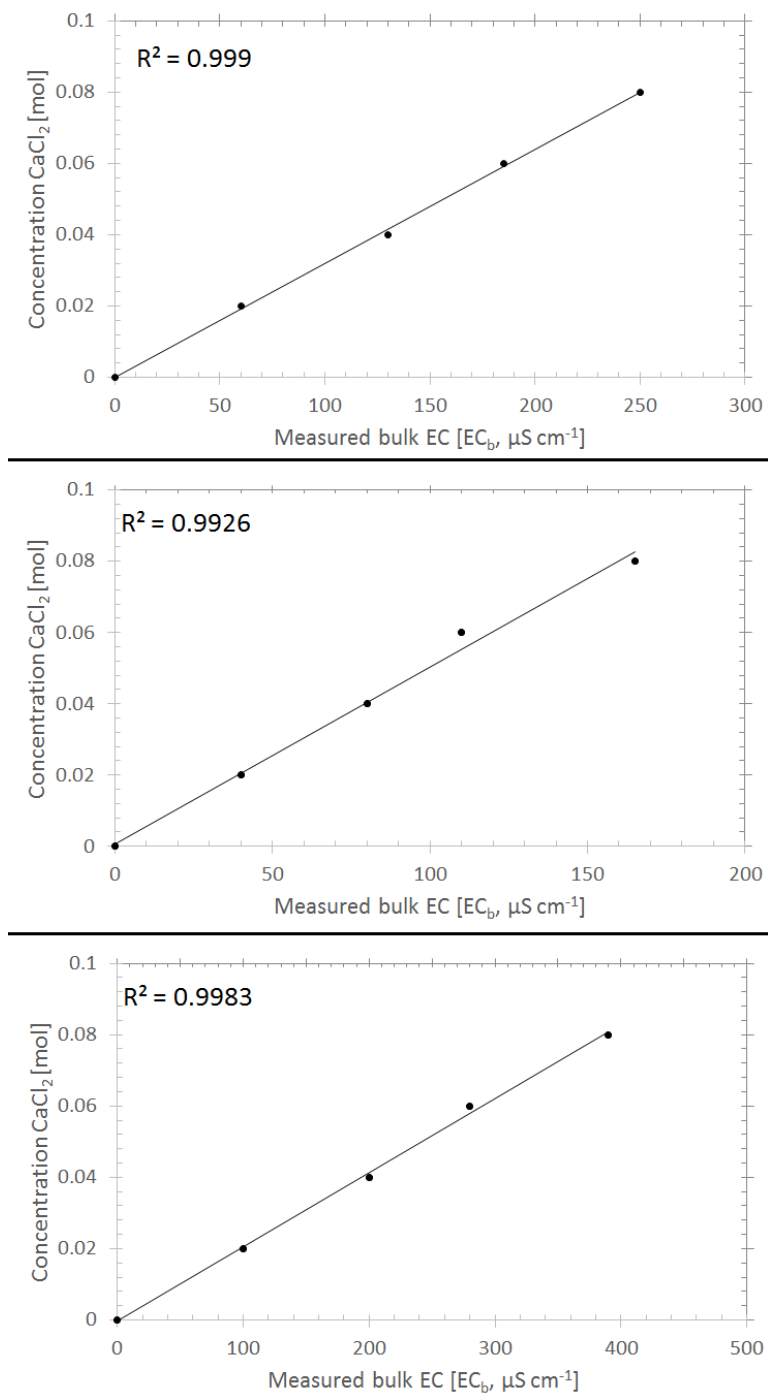 0.1
R² = 0.999
0.08
0.06
0.04
0.02
0
Concentration CaCl₂ [mol]
0 50 100 150 200 250 300
Measured bulk EC [ECb, µS cm⁻¹]
0.1
R² = 0.9926
0.08
0.06
0.04
0.02
0
Concentration CaCl₂ [mol]
0 50 100 150 200
Measured bulk EC [ECb, µS cm⁻¹]
0.1
R² = 0.9983
0.08
0.06
0.04
0.02
0
Concentration CaCl₂ [mol]
0 100 200 300 400 500
Measured bulk EC [ECb, µS cm⁻¹]